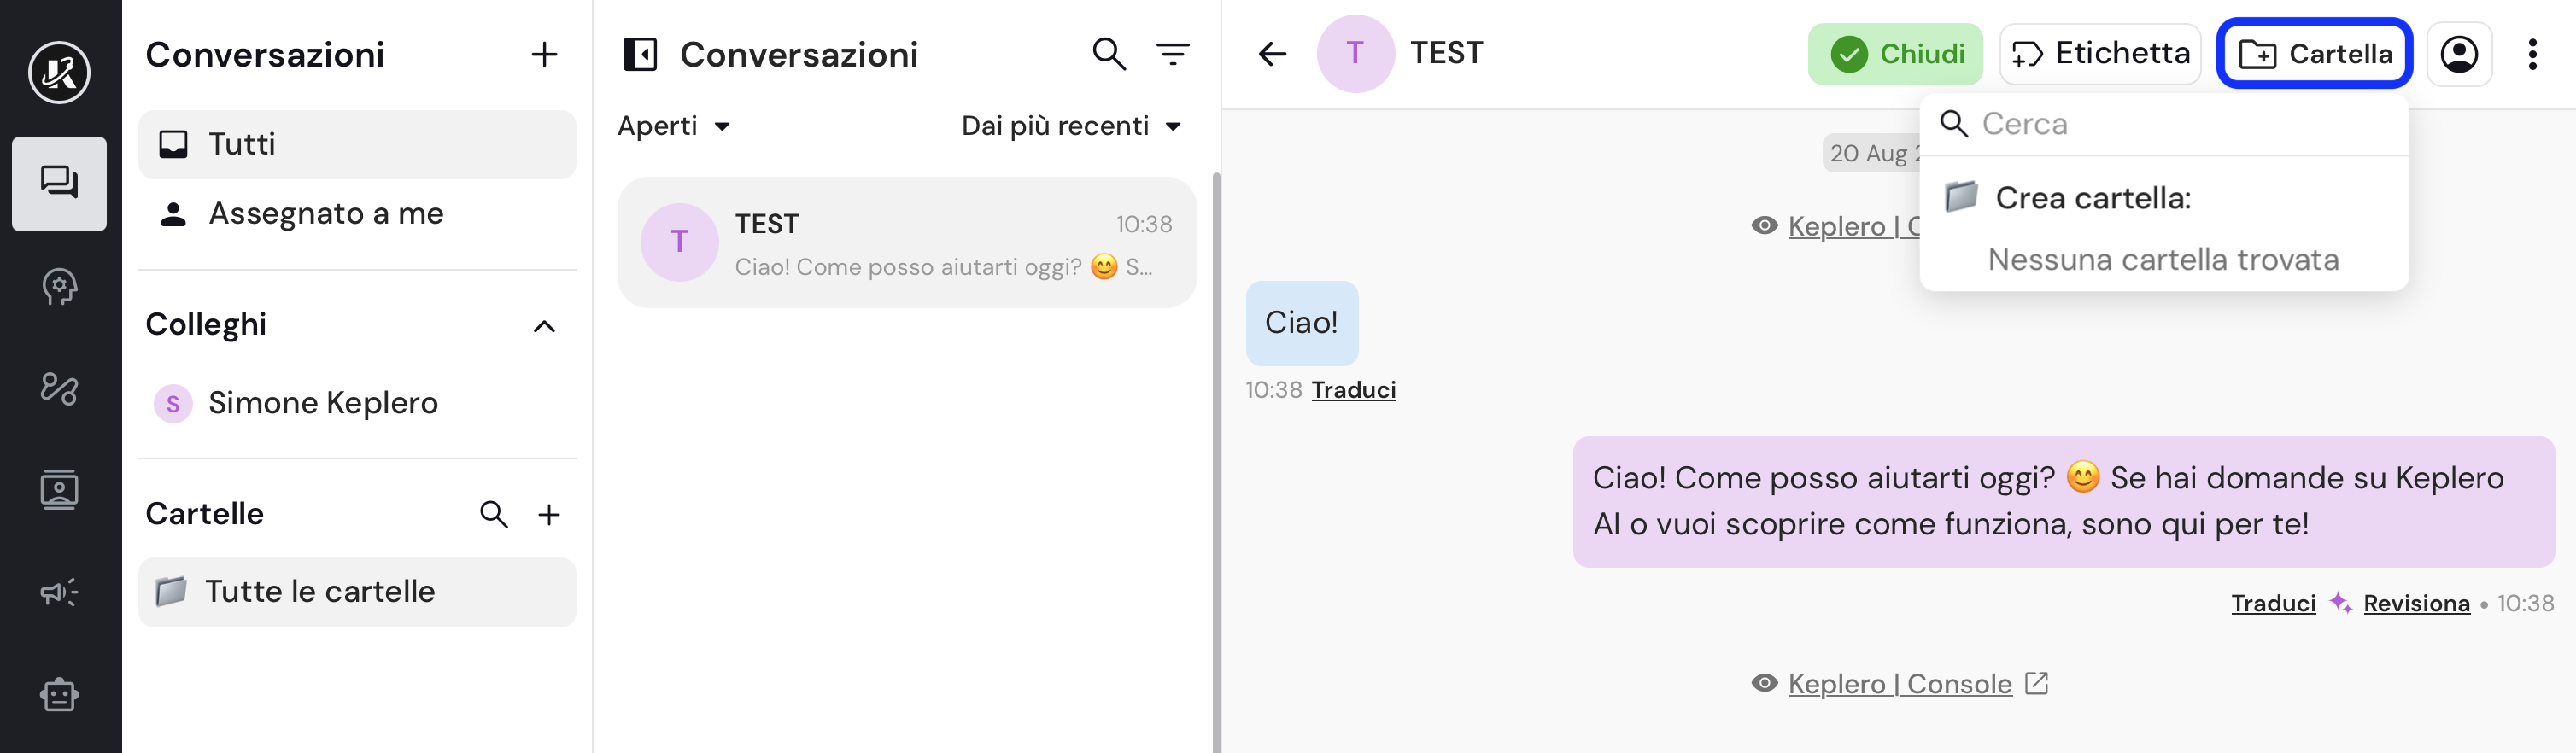 Conversazioni
Tutti
Assegnato a me
Colleghi
S Simone Keplero
Cartelle
Tutte le cartelle
Conversazioni
Aperti
Dai più recenti
T
TEST
10:38
Ciao! Come posso aiutarti oggi? 😊 S...
T TEST
Chiudi
Etichetta
Cartella
Cerca
Crea cartella:
Nessuna cartella trovata
20 Aug
Keplero |
Ciao!
10:38 Traduci
Ciao! Come posso aiutarti oggi? 😊 Se hai domande su Keplero
AI o vuoi scoprire come funziona, sono qui per te!
Traduci Revisiona • 10:38
Keplero | Console